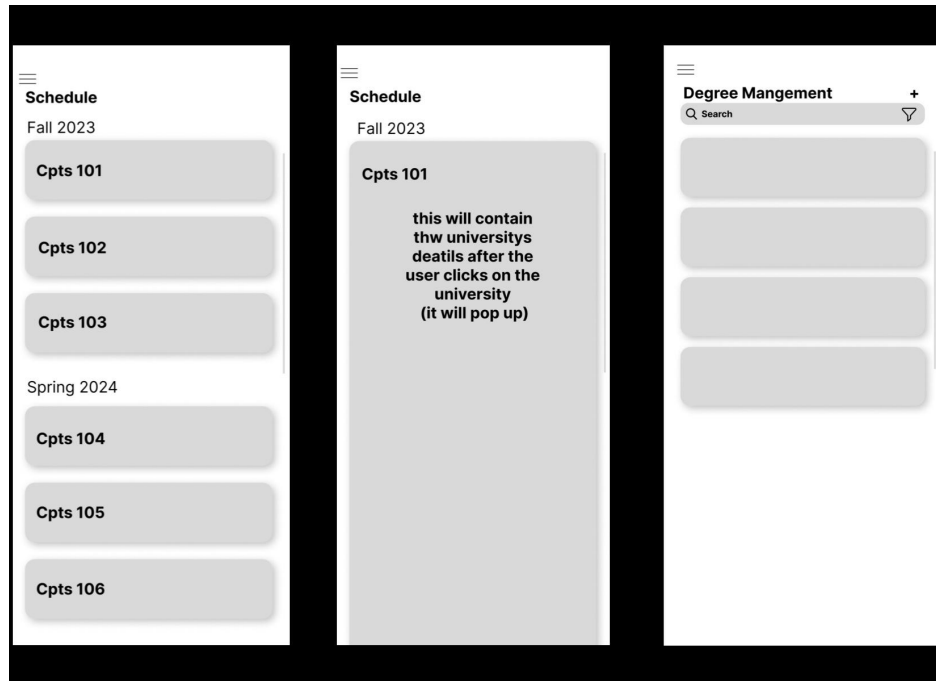 Schedule
Fall 2023
Cpts 101
Cpts 102
Cpts 103
Spring 2024
Cpts 104
Cpts 105
Cpts 106
Schedule
Fall 2023
Cpts 101
this will contain
thw universitys
deatils after the
user clicks on the
university
(it will pop up)
Degree Mangement +
Search